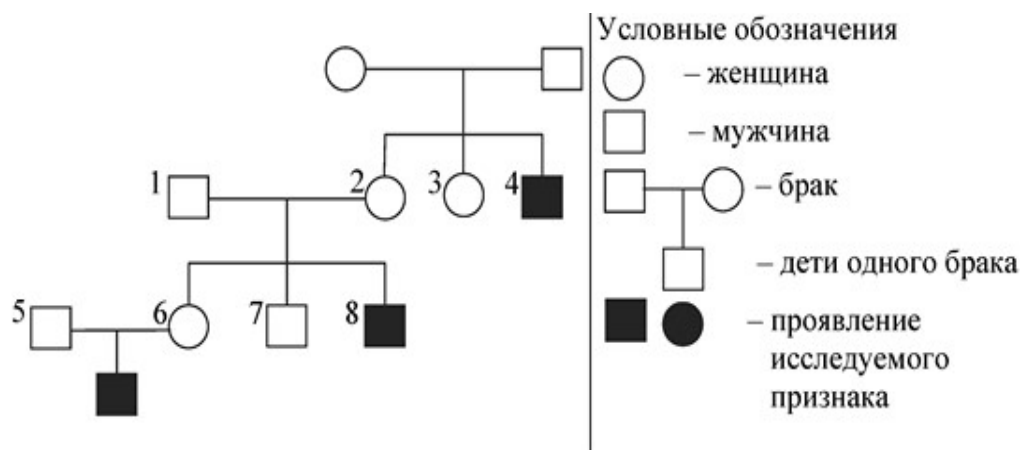 Условные обозначения
– женщина
– мужчина
– брак
– дети одного брака
– проявление
исследуемого
признака
1
2
3
4
5
6
7
8